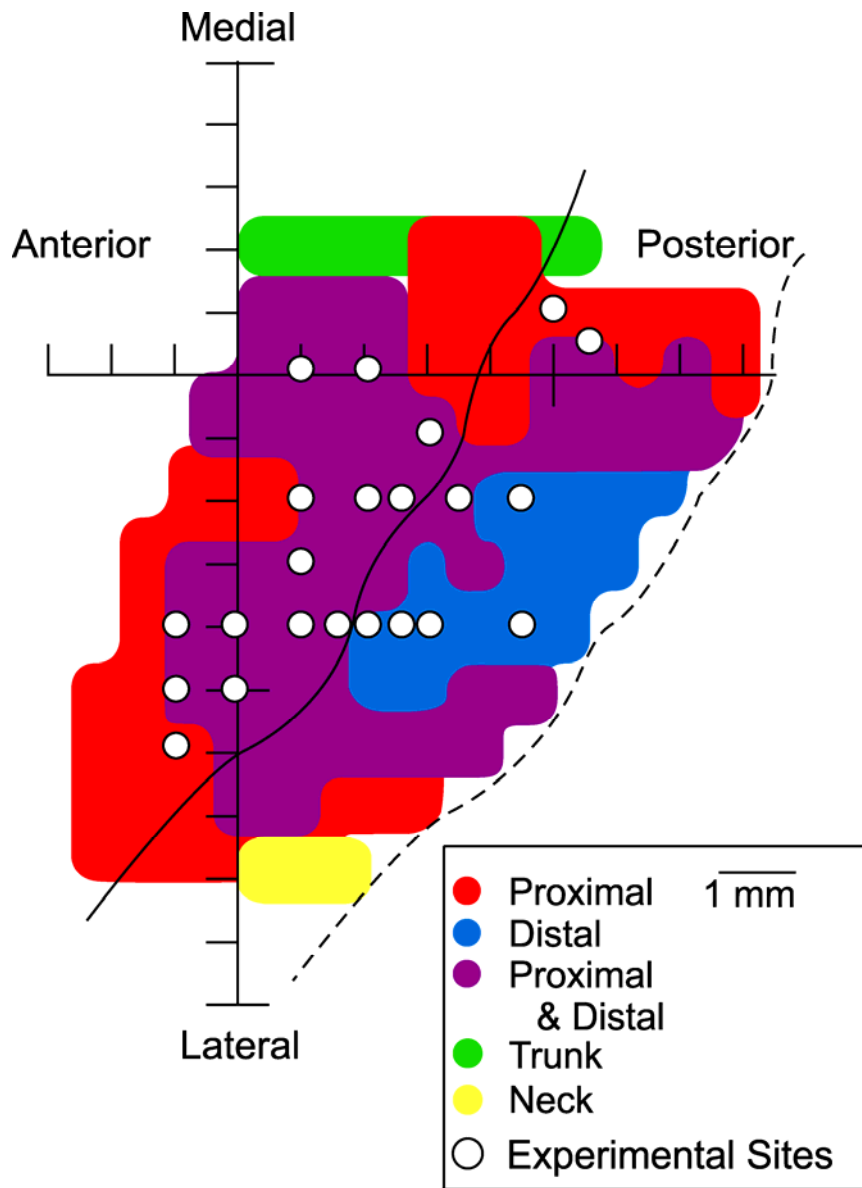 Medial
Anterior
Posterior
Lateral
Proximal
1 mm
Distal
Proximal
& Distal
Trunk
Neck
Experimental Sites